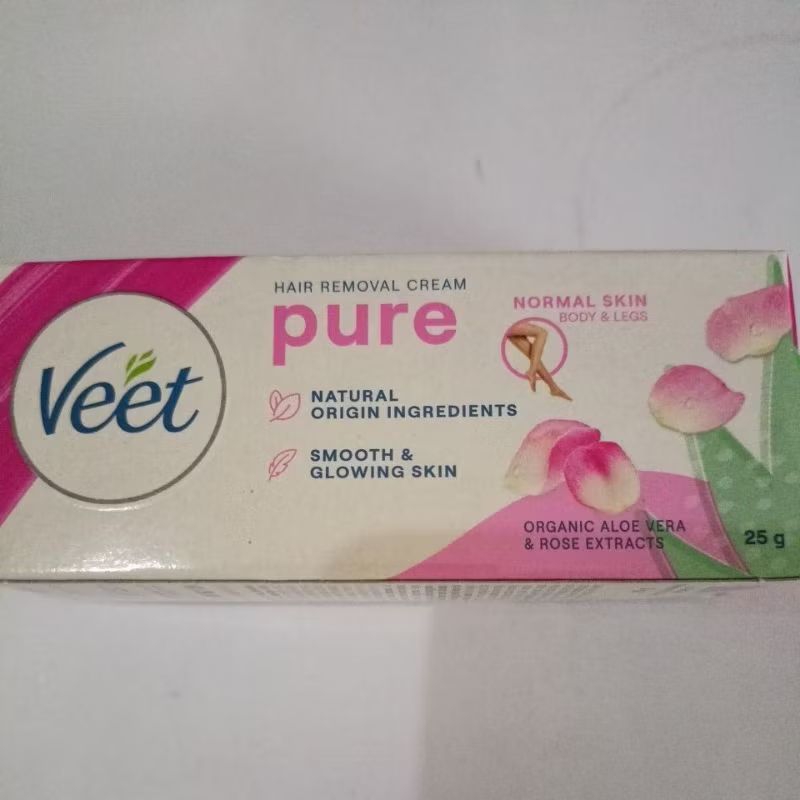 Veet
HAIR REMOVAL CREAM
pure
NATURAL
ORIGIN INGREDIENTS
SMOOTH &
GLOWING SKIN
NORMAL SKIN
BODY & LEGS
ORGANIC ALOE VERA
& ROSE EXTRACTS
25 g